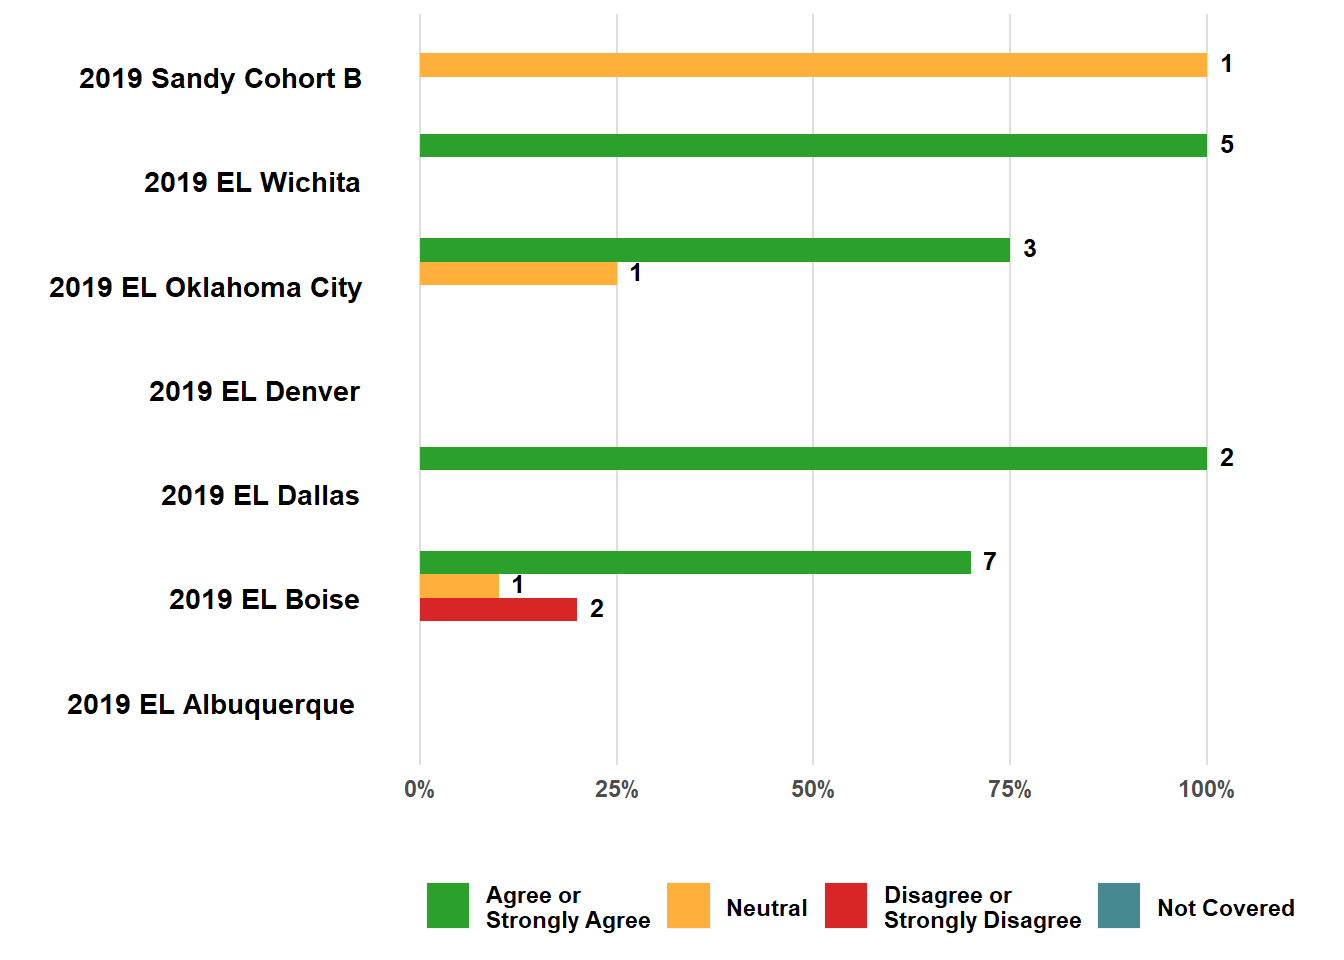 2019 Sandy Cohort B
1
2019 EL Wichita
5
2019 EL Oklahoma City
3
1
2019 EL Denver
2019 EL Dallas
2
2019 EL Boise
7
1
2
2019 EL Albuquerque
0%
25%
50%
75%
100%
Agree or
Strongly Agree
Neutral
Disagree or
Strongly Disagree
Not Covered